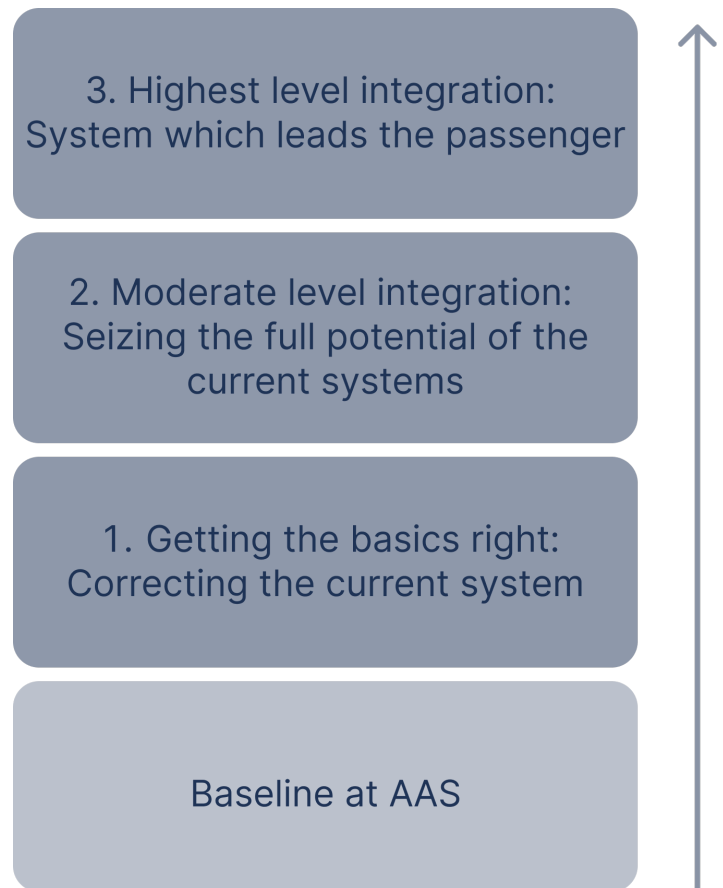 3. Highest level integration:
System which leads the passenger
2. Moderate level integration:
Seizing the full potential of the
current systems
1. Getting the basics right:
Correcting the current system
Baseline at AAS